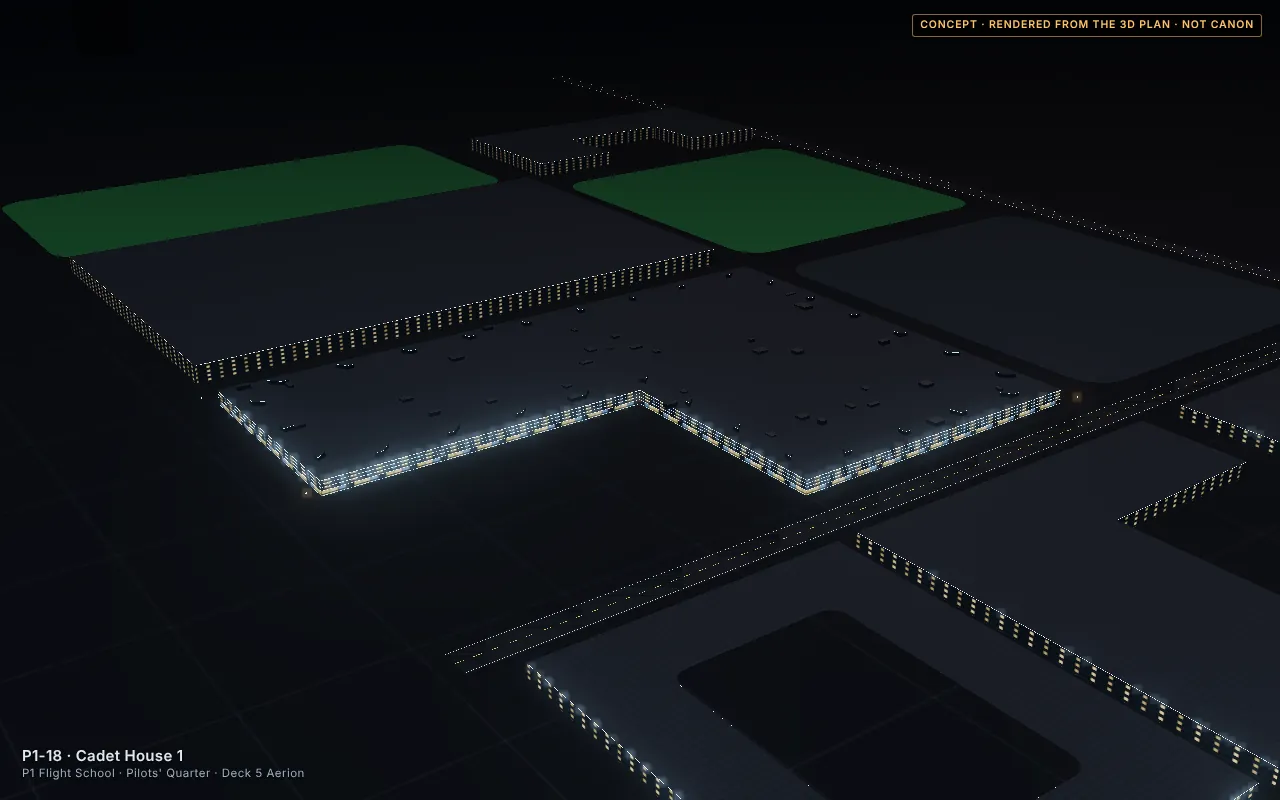 CONCEPT · RENDERED FROM THE 3D PLAN · NOT CANON
P1-18 · Cadet House 1
P1 Flight School · Pilots' Quarter · Deck 5 Aerion